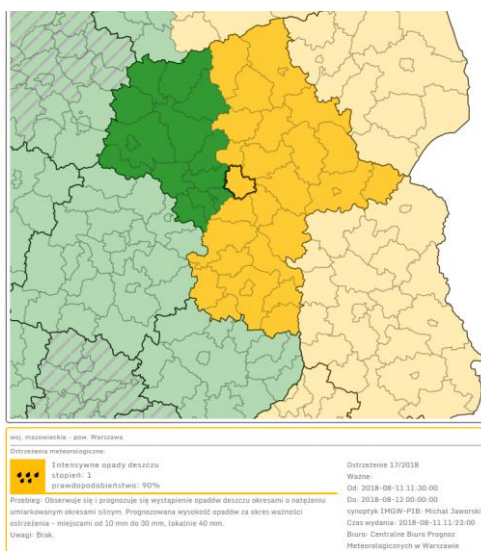 woj. mazowieckie - pow. Warszawa
Ostrzeżenia meteorologiczne:
Intensywne opady deszczu
stopień: 1
prawdopodobieństwo: 90%
Przebieg: Obserwuje się i prognozuje się wystąpienie opadów deszczu okresami o natężeniu
umiarkowanym okresami silnym. Prognozowana wysokość opadów za okres ważności
ostrzeżenia - miejscami od 10 mm do 30 mm, lokalnie 40 mm.
Uwagi: Brak.
Ostrzeżenie 17/2018
Ważne:
Od: 2018-08-11 11:30:00
Do: 2018-08-12 00:00:00
synoptyk IMGW-PIB: Michał Jaworski
Czas wydania: 2018-08-11 11:23:00
Biuro: Centralne Biuro Prognoz
Meteorologicznych w Warszawie